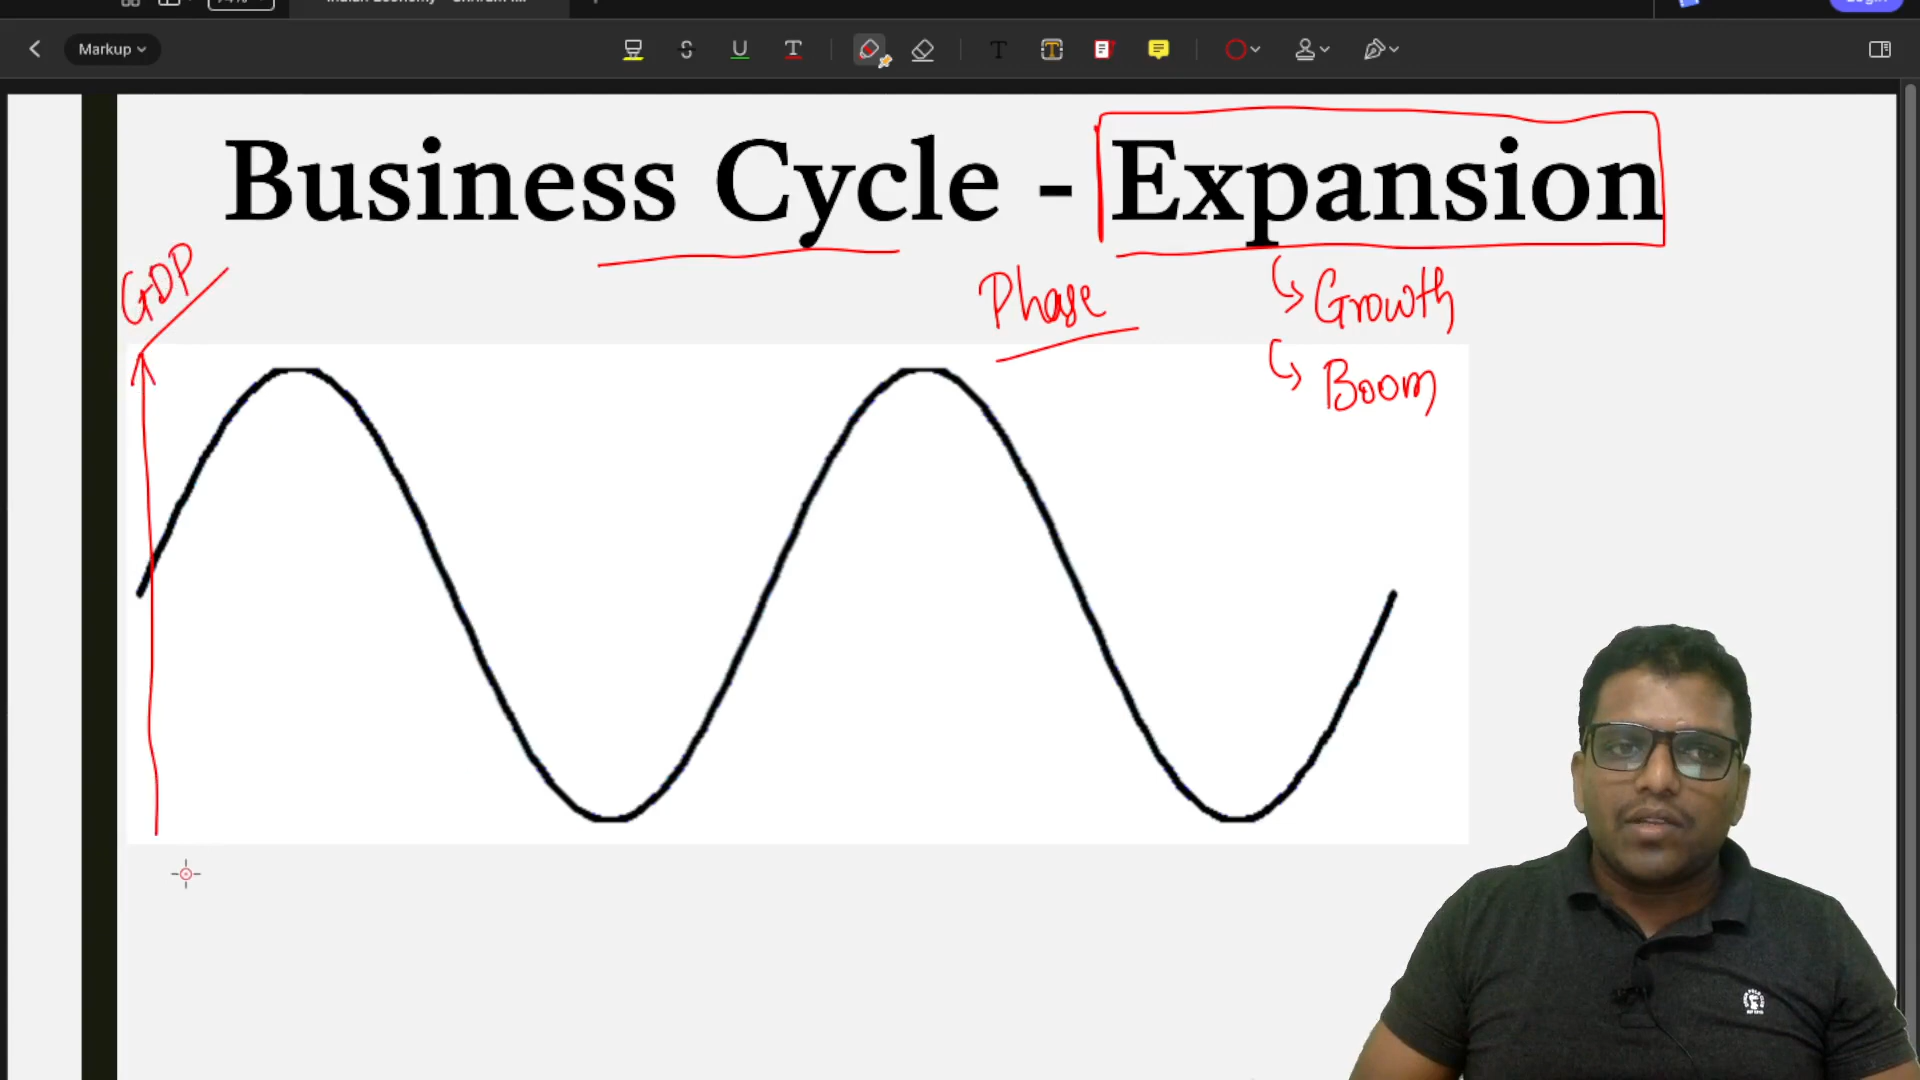 Markup
Business Cycle - Expansion
GDP
Phase
Growth
Boom